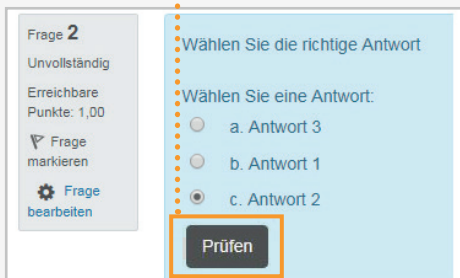 Frage 2
Unvollständig
Erreichbare
Punkte: 1,00
Frage
markieren
Frage
bearbeiten
Wählen Sie die richtige Antwort
Wählen Sie eine Antwort:
a. Antwort 3
b. Antwort 1
c. Antwort 2
Prüfen